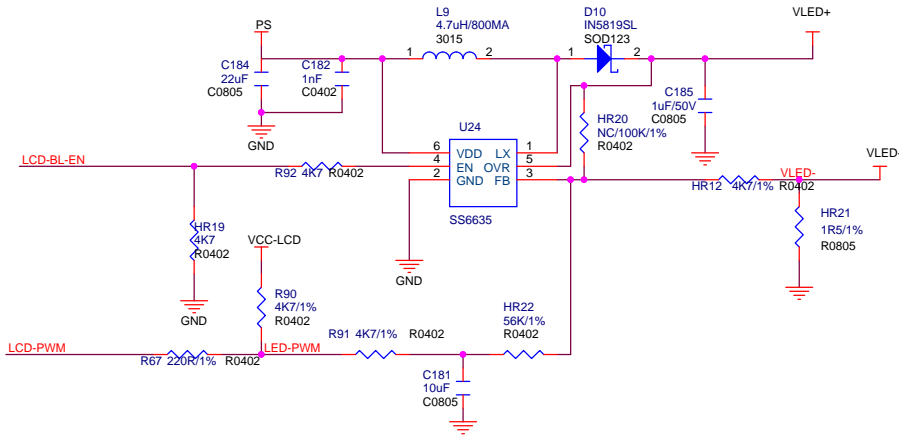 PS
L9
4.7uH/800MA
3015
D10
IN5819SL
SOD123
VLED+
1
2
1
2
C184
22uF
C0805
C182
1nF
C0402
C185
1uF/50V
C0805
GND
HR20
NC/100K/1%
R0402
U24
6 VDD LX 1
4 EN OVR 5
2 GND FB 3
SS6635
LCD-BL-EN
R92 4K7 R0402
VLED-
VLED-
HR12 4K7/1% R0402
HR19
4K7
R0402
HR21
1R5/1%
R0805
VCC-LCD
GND
GND
R90
4K7/1%
R0402
HR22
56K/1%
R0402
R91 4K7/1% R0402
LCD-PWM
LED-PWM
R67 220R/1% R0402
C181
10uF
C0805